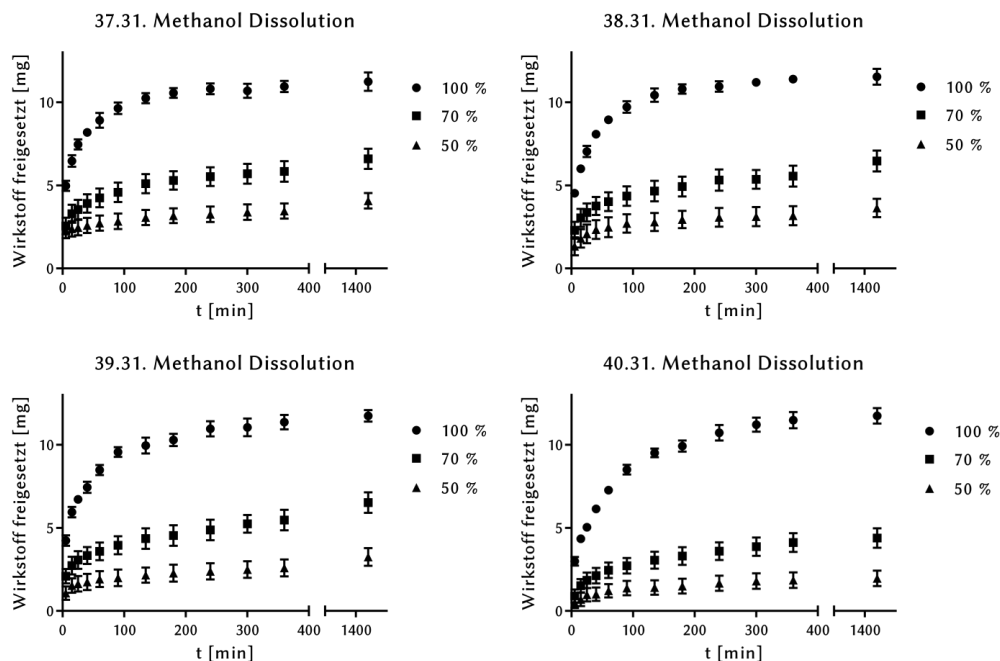 37.31. Methanol Dissolution
Wirkstoff freigesetzt [mg]
10
5
0
0 100 200 300 400 1400
t [min]
100 %
70 %
50 %
38.31. Methanol Dissolution
Wirkstoff freigesetzt [mg]
10
5
0
0 100 200 300 400 1400
t [min]
100 %
70 %
50 %
39.31. Methanol Dissolution
Wirkstoff freigesetzt [mg]
10
5
0
0 100 200 300 400 1400
t [min]
100 %
70 %
50 %
40.31. Methanol Dissolution
Wirkstoff freigesetzt [mg]
10
5
0
0 100 200 300 400 1400
t [min]
100 %
70 %
50 %